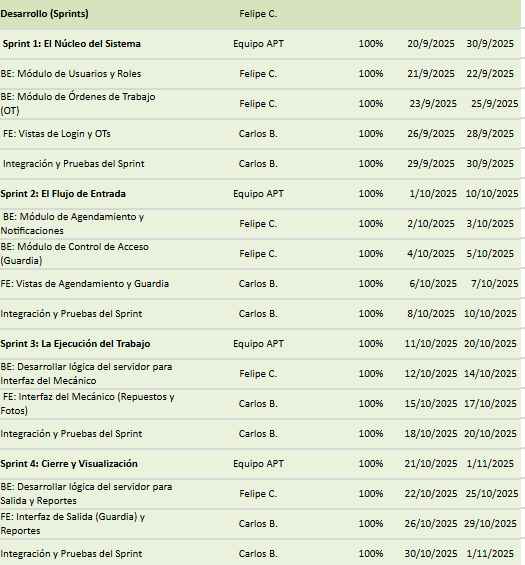 Desarrollo (Sprints) Felipe C.
Sprint 1: El Núcleo del Sistema Equipo APT 100% 20/9/2025 30/9/2025
BE: Módulo de Usuarios y Roles Felipe C. 100% 21/9/2025 22/9/2025
BE: Módulo de Órdenes de Trabajo
(OT) Felipe C. 100% 23/9/2025 25/9/2025
FE: Vistas de Login y OTs Carlos B. 100% 26/9/2025 28/9/2025
Integración y Pruebas del Sprint Carlos B. 100% 29/9/2025 30/9/2025
Sprint 2: El Flujo de Entrada Equipo APT 100% 1/10/2025 10/10/2025
BE: Módulo de Agendamiento y
Notificaciones Felipe C. 100% 2/10/2025 3/10/2025
BE: Módulo de Control de Acceso
(Guardia) Felipe C. 100% 4/10/2025 5/10/2025
FE: Vistas de Agendamiento y Guardia Carlos B. 100% 6/10/2025 7/10/2025
Integración y Pruebas del Sprint Carlos B. 100% 8/10/2025 10/10/2025
Sprint 3: La Ejecución del Trabajo Equipo APT 100% 11/10/2025 20/10/2025
BE: Desarrollar lógica del servidor para
Interfaz del Mecánico Felipe C. 100% 12/10/2025 14/10/2025
FE: Interfaz del Mecánico (Repuestos y
Fotos) Carlos B. 100% 15/10/2025 17/10/2025
Integración y Pruebas del Sprint Carlos B. 100% 18/10/2025 20/10/2025
Sprint 4: Cierre y Visualización Equipo APT 100% 21/10/2025 1/11/2025
BE: Desarrollar lógica del servidor para
Salida y Reportes Felipe C. 100% 22/10/2025 25/10/2025
FE: Interfaz de Salida (Guardia) y
Reportes Carlos B. 100% 26/10/2025 29/10/2025
Integración y Pruebas del Sprint Carlos B. 100% 30/10/2025 1/11/2025